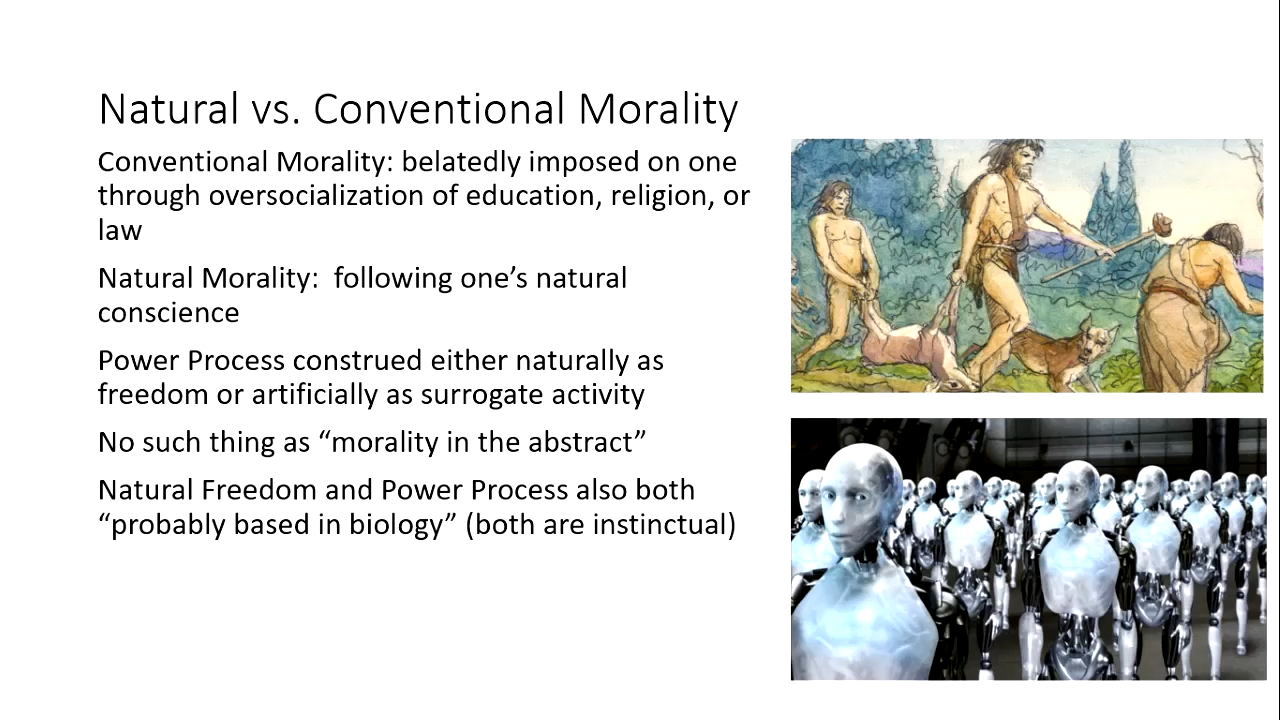 Natural vs. Conventional Morality
Conventional Morality: belatedly imposed on one
through oversocialization of education, religion, or
law
Natural Morality:  following one’s natural
conscience
Power Process construed either naturally as
freedom or artificially as surrogate activity
No such thing as “morality in the abstract”
Natural Freedom and Power Process also both
“probably based in biology” (both are instinctual)